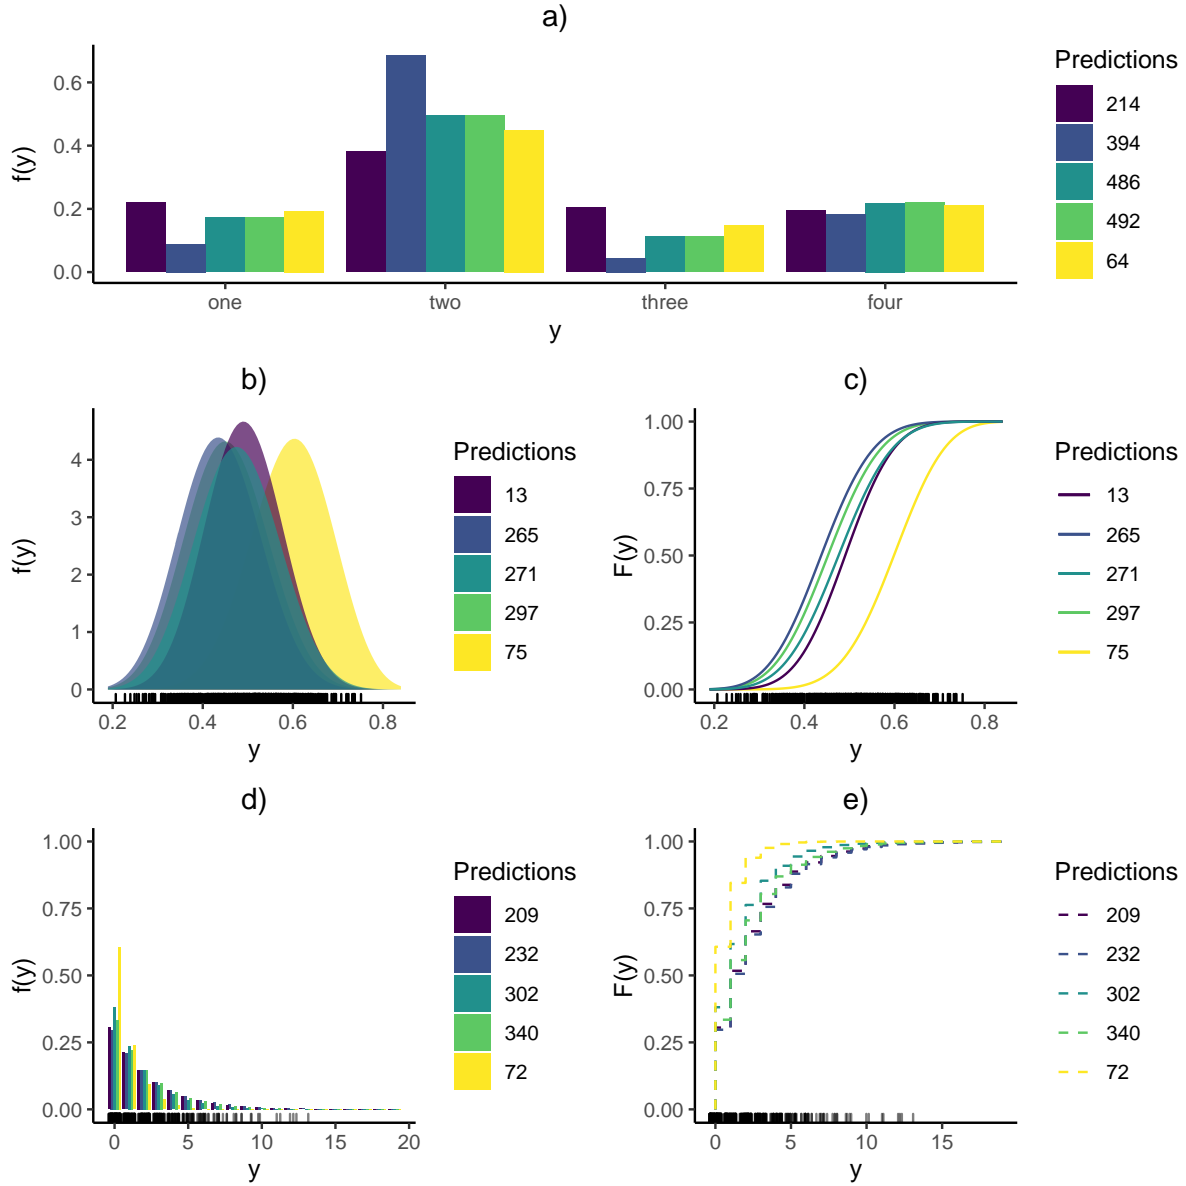 a)
f(y)
0.6
0.4
0.2
0.0
one two three four
y
Predictions
214
394
486
492
64
b)
f(y)
4
3
2
1
0
0.2 0.4 0.6 0.8
y
Predictions
13
265
271
297
75
c)
F(y)
1.00
0.75
0.50
0.25
0.00
0.2 0.4 0.6 0.8
y
Predictions
13
265
271
297
75
d)
f(y)
1.00
0.75
0.50
0.25
0.00
0 5 10 15 20
y
Predictions
209
232
302
340
72
e)
F(y)
1.00
0.75
0.50
0.25
0.00
0 5 10 15
y
Predictions
209
232
302
340
72